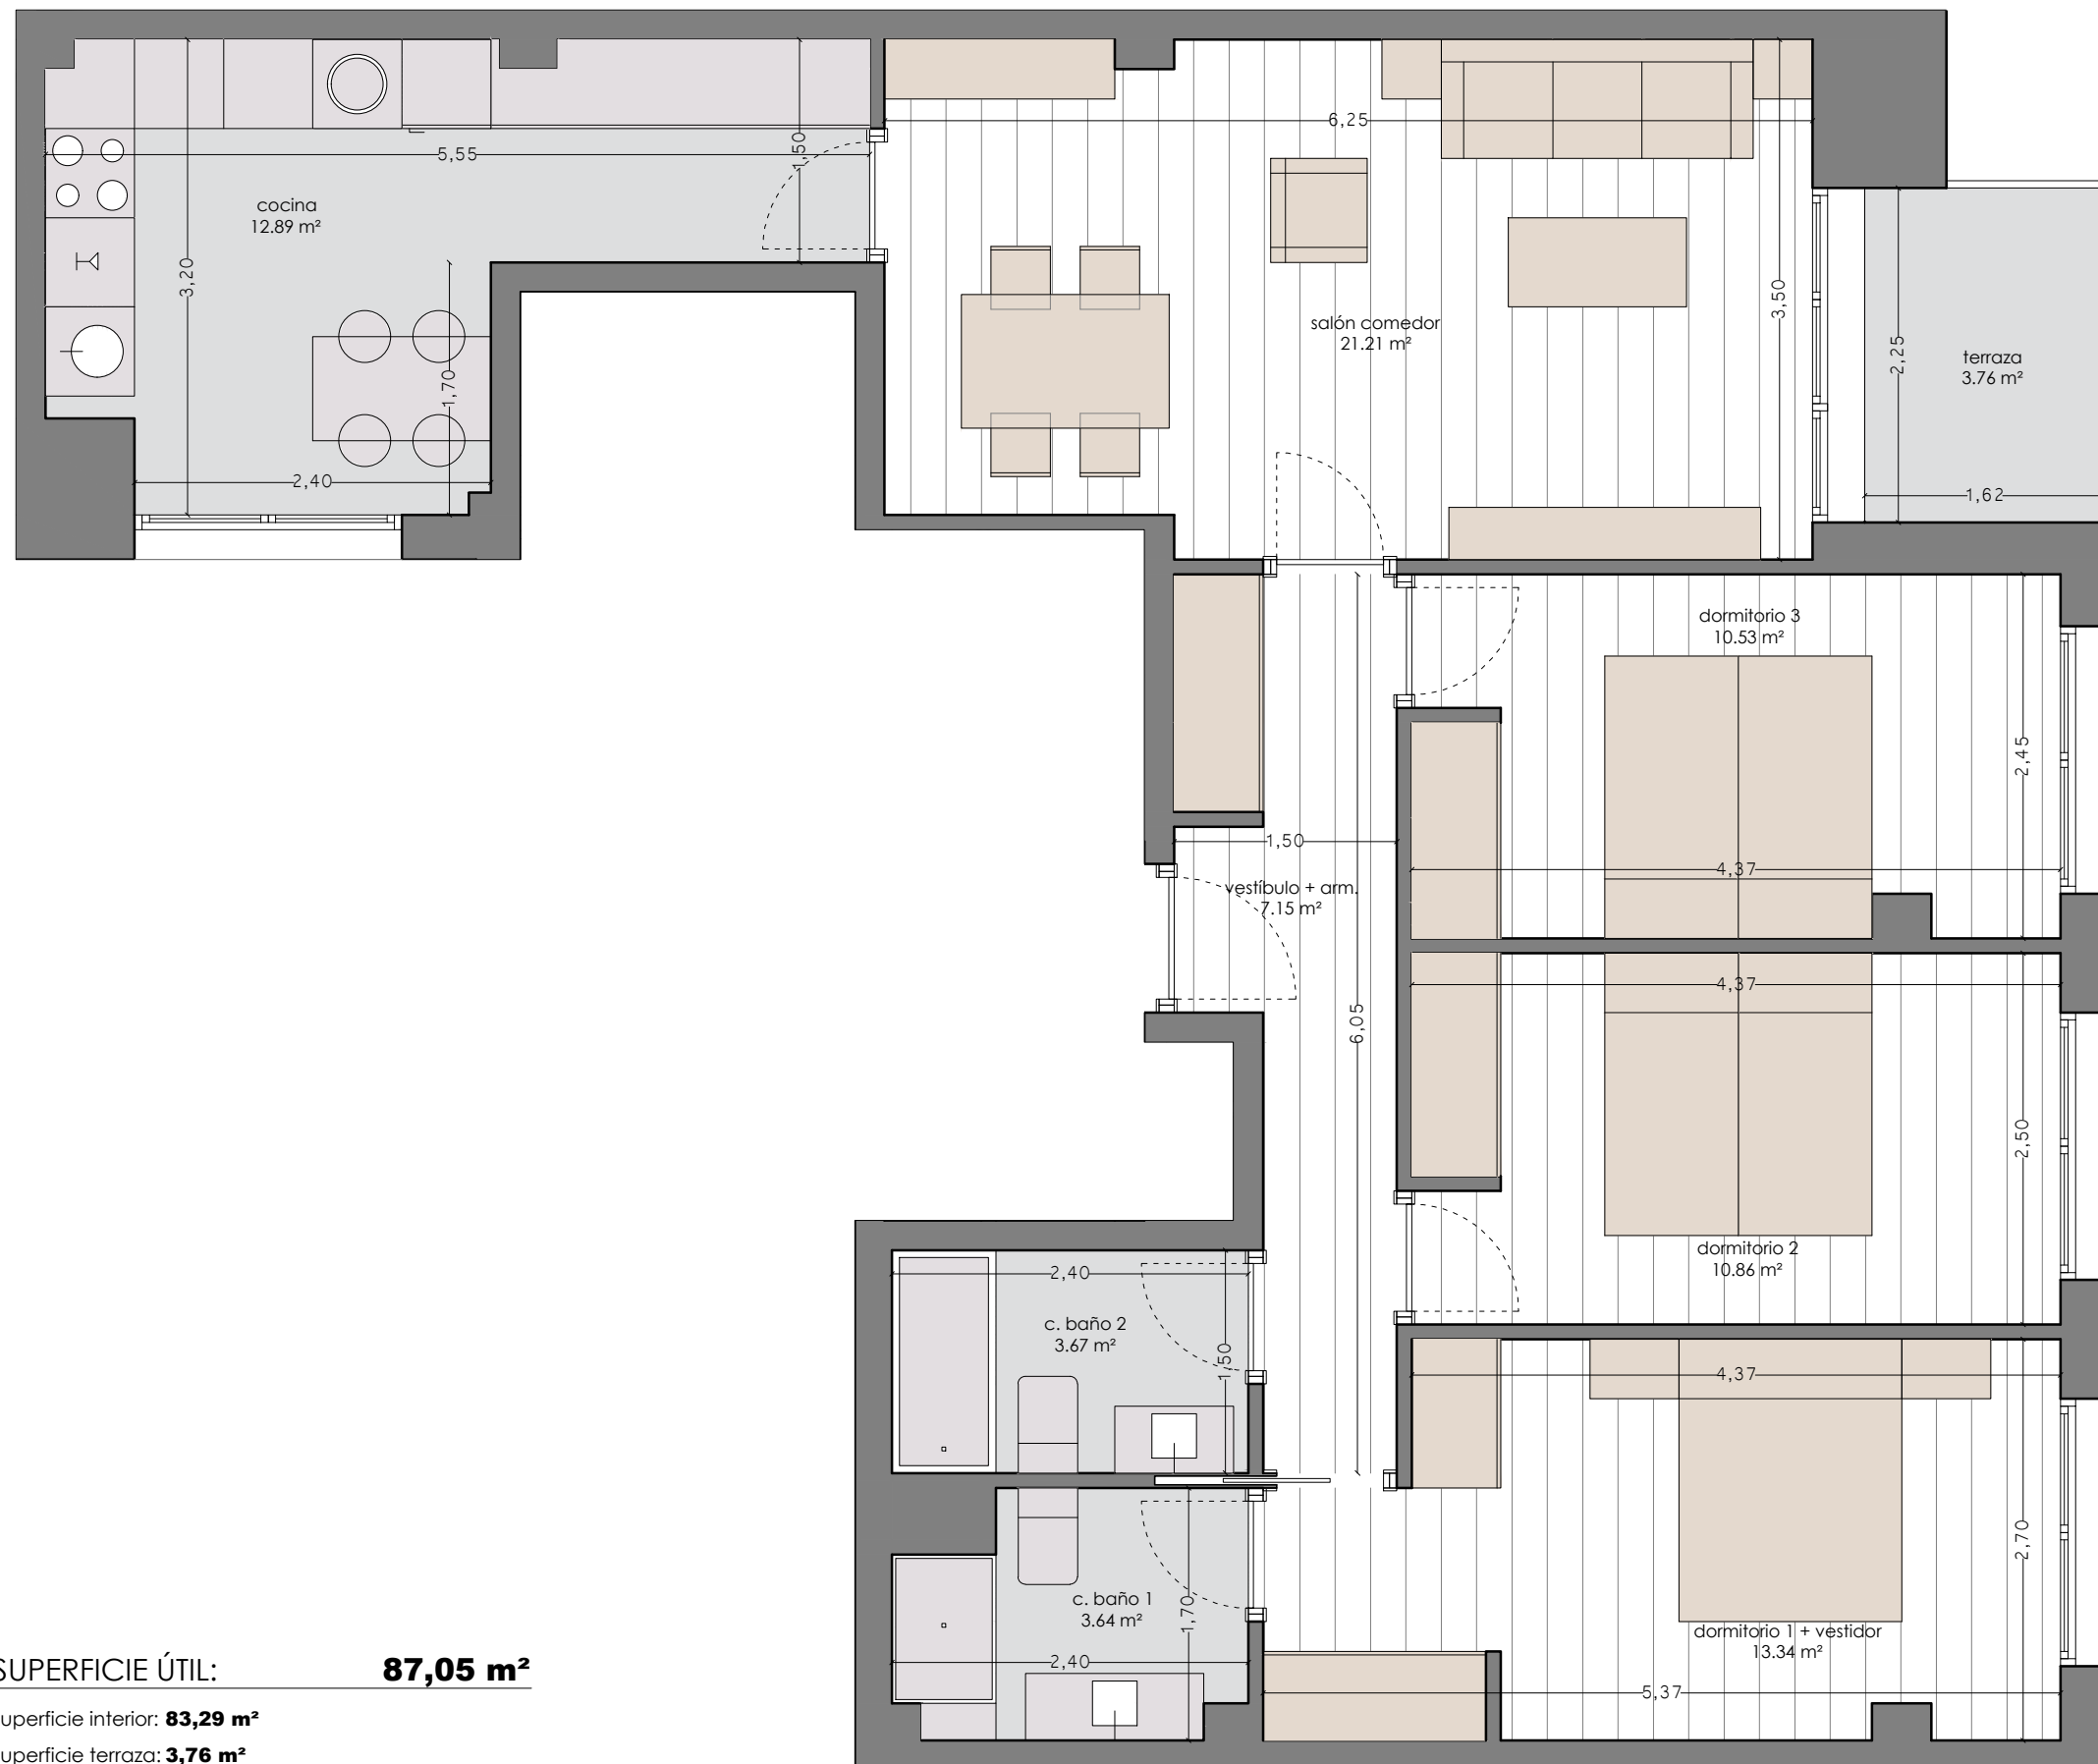 6,25
5,55
1,50
cocina
12.89 m²
3,20
1,70
2,40
salón comedor
21.21 m²
3,50
2,25
terraza
3.76 m²
1,62
dormitorio 3
10.53 m²
2,45
1,50
4,37
vestíbulo + arm.
7.15 m²
4,37
6,05
2,50
dormitorio 2
10.86 m²
2,40
c. baño 2
3.67 m²
1,50
4,37
2,70
c. baño 1
3.64 m²
1,70
2,40
dormitorio 1 + vestidor
13.34 m²
5,37
SUPERFICIE ÚTIL: 87,05 m²
uperficie interior: 83,29 m²
uperficie terraza: 3,76 m²